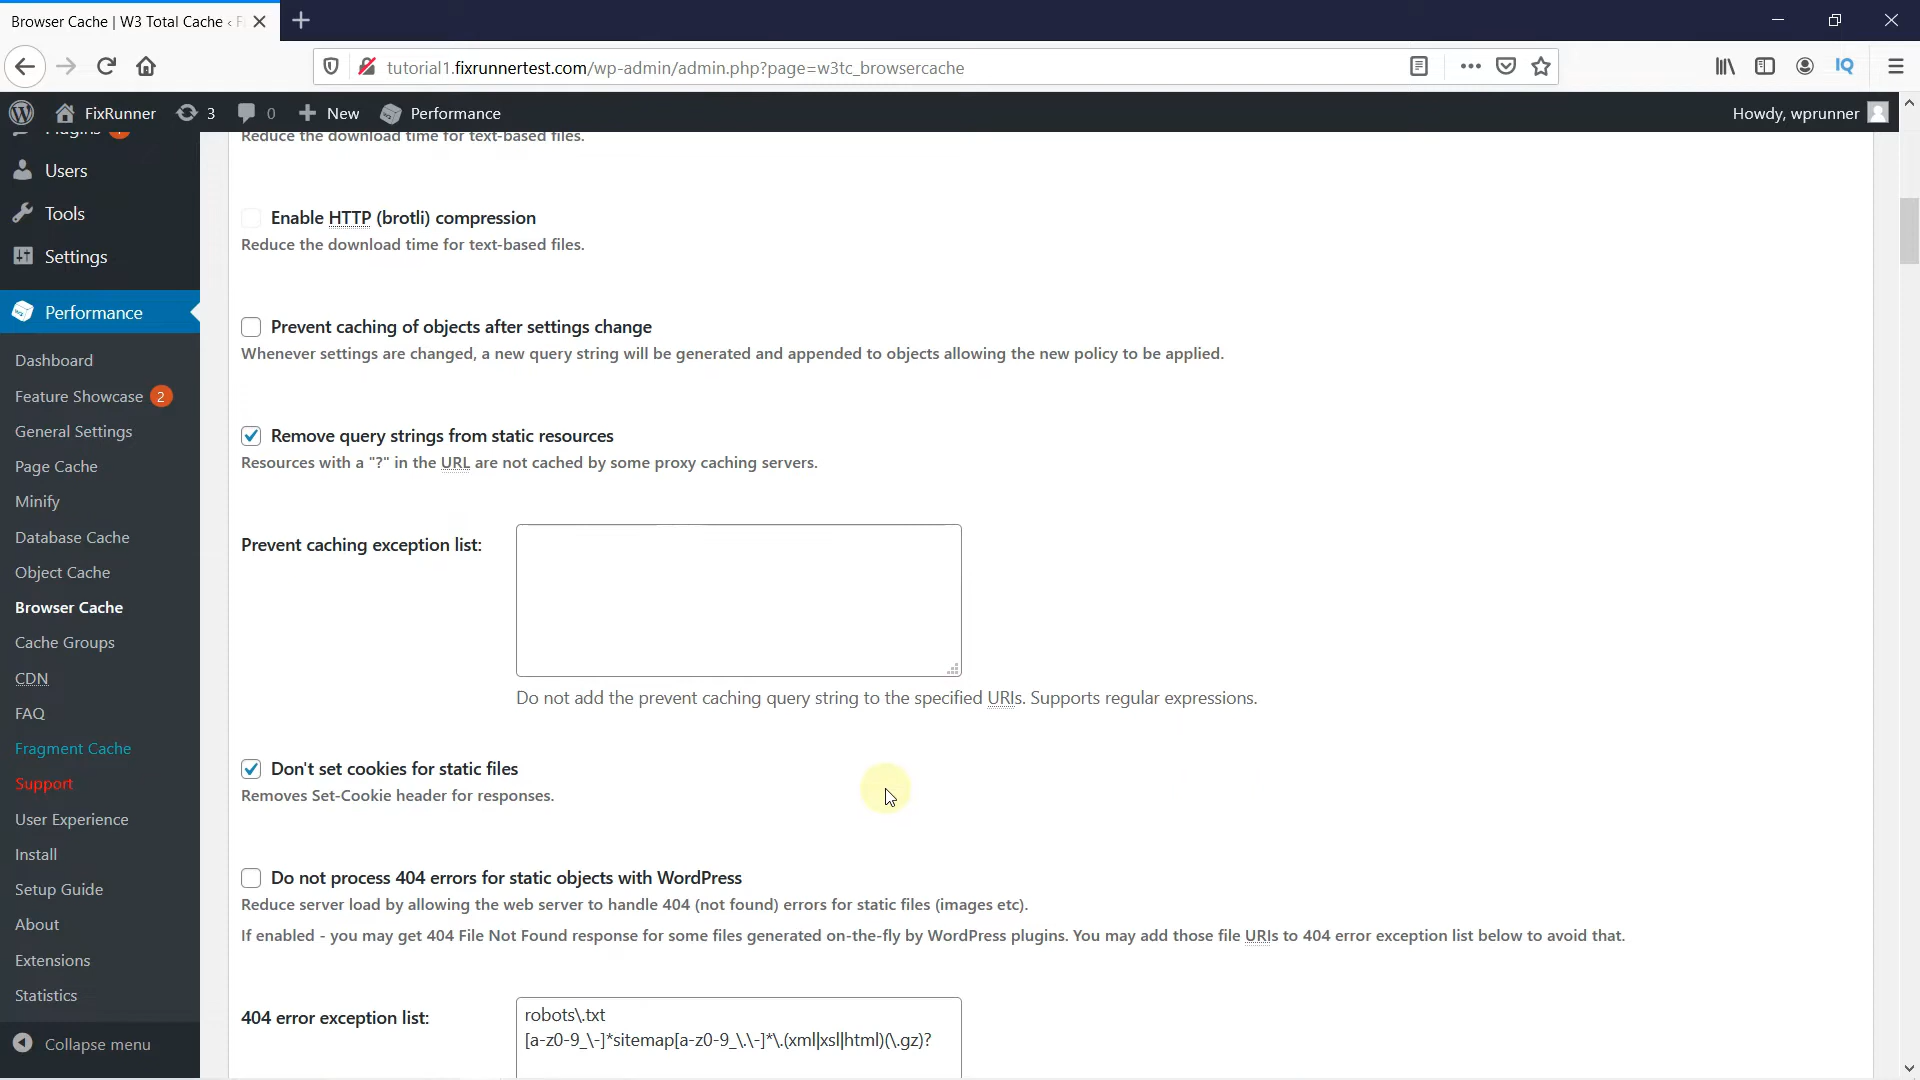 Browser Cache | W3 Total Cache ‹ F
tutorial1.fixrunnertest.com/wp-admin/admin.php?page=w3tc_browsercache
IQ
FixRunner
3
0
New
Performance
Howdy, wprunner
Plugins
Users
Tools
Settings
Performance
Dashboard
Feature Showcase 2
General Settings
Page Cache
Minify
Database Cache
Object Cache
Browser Cache
Cache Groups
CDN
FAQ
Fragment Cache
Support
User Experience
Install
Setup Guide
About
Extensions
Statistics
Collapse menu
Reduce the download time for text-based files.
Enable HTTP (brotli) compression
Reduce the download time for text-based files.
Prevent caching of objects after settings change
Whenever settings are changed, a new query string will be generated and appended to objects allowing the new policy to be applied.
Remove query strings from static resources
Resources with a "?" in the URL are not cached by some proxy caching servers.
Prevent caching exception list:
Do not add the prevent caching query string to the specified URIs. Supports regular expressions.
Don't set cookies for static files
Removes Set-Cookie header for responses.
Do not process 404 errors for static objects with WordPress
Reduce server load by allowing the web server to handle 404 (not found) errors for static files (images etc).
If enabled - you may get 404 File Not Found response for some files generated on-the-fly by WordPress plugins. You may add those file URIs to 404 error exception list below to avoid that.
404 error exception list:
robots\.txt
[a-z0-9_\-]*sitemap[a-z0-9_\.\-]*\.(xml|xsl|html)(\.gz)?